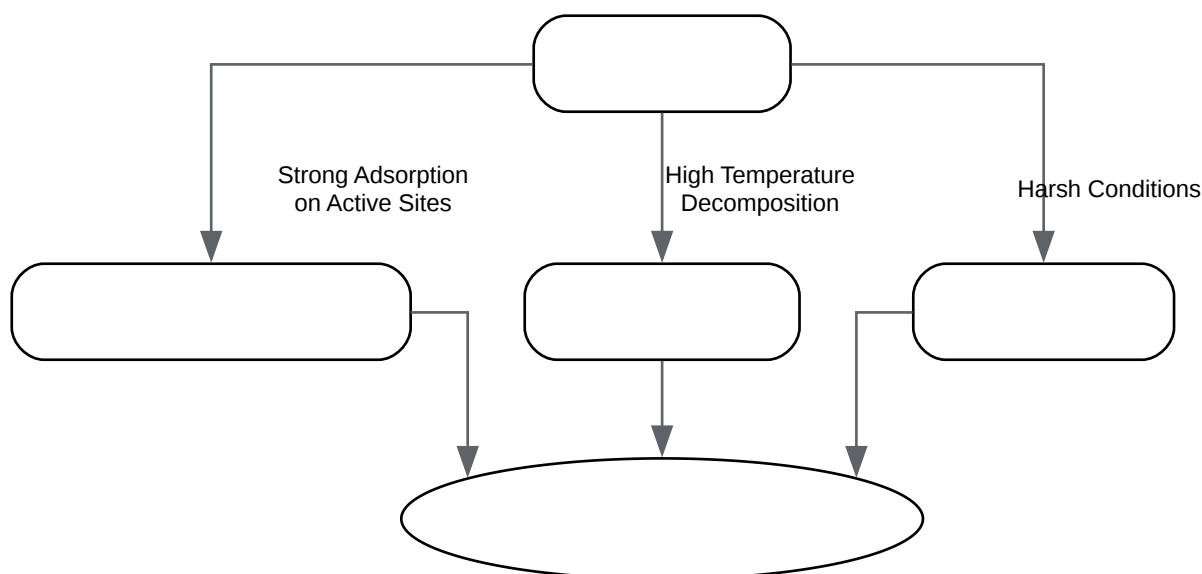 Strong Adsorption
on Active Sites
High Temperature
Decomposition
Harsh Conditions